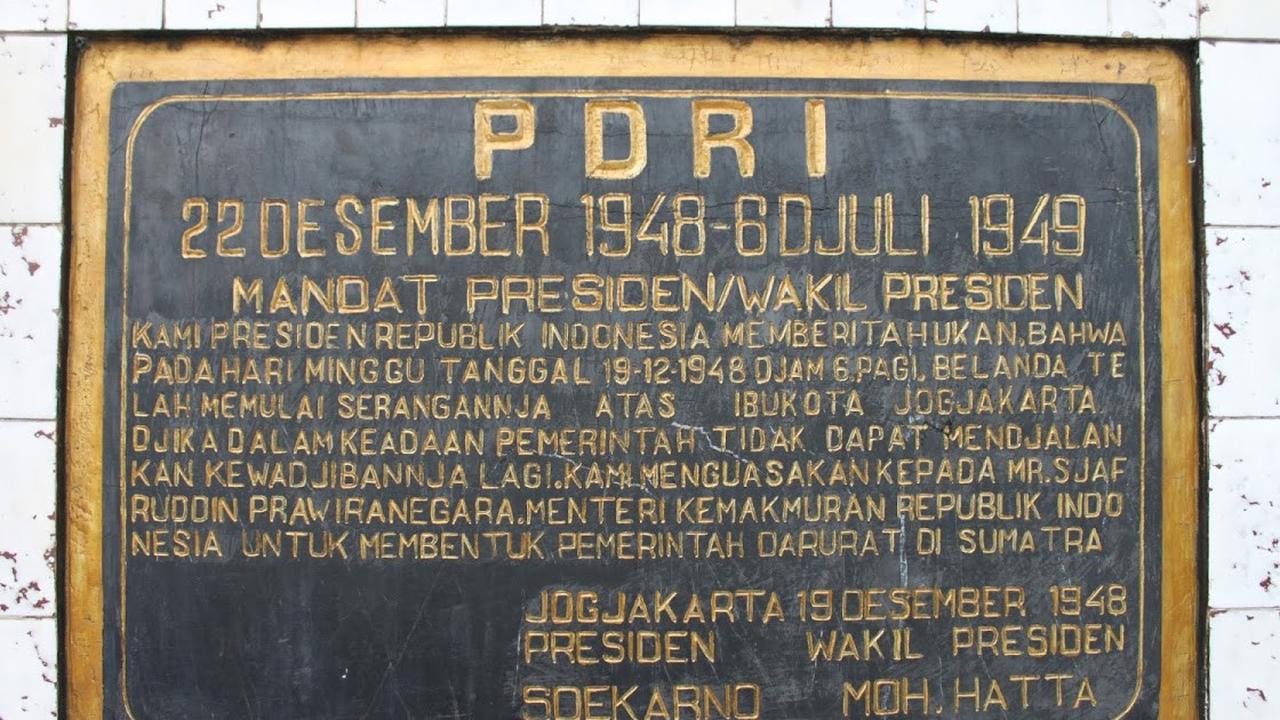 P D R I
22 DESEMBER 1948-6 DJULI 1949
MANDAT PRESIDEN/WAKIL PRESIDEN
KAMI PRESIDEN REPUBLIK INDONESIA MEMBERITAHUKAN, BAHWA
PADA HARI MINGGU TANGGAL 19-12-1948 DJAM 6.PAGI. BELANDA TE
LAH MEMULAI SERANGANNJA ATAS IBUKOTA JOGJAKARTA.
DJIKA DALAM KEADAAN PEMERINTAH TIDAK DAPAT MENDJALAN
KAN KEWADJIBANNJA LAGI. KAMI MENGUASAKAN KEPADA MR. SJAF
RUDDIN PRAWIRANEGARA. MENTERI KEMAKMURAN REPUBLIK INDO
NESIA UNTUK MEMBENTUK PEMERINTAH DARURAT DI SUMATRA
JOGJAKARTA 19 DESEMBER 1948
PRESIDEN WAKIL PRESIDEN
SOEKARNO MOH. HATTA